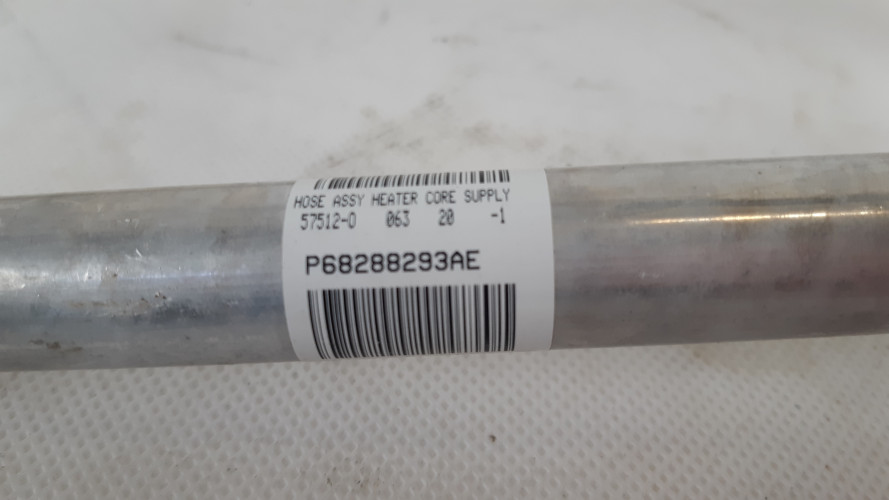 HOSE ASSY HEATER CORE SUPPLY
57512-0 063 20 -1
P68288293AE